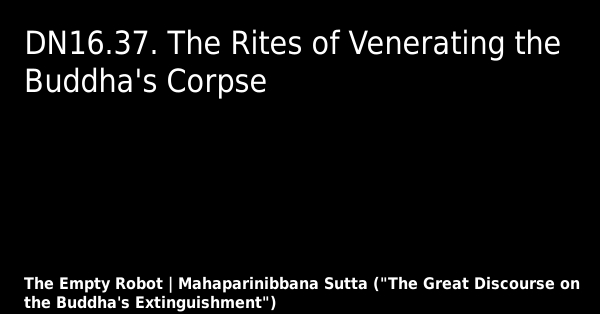 DN16.37. The Rites of Venerating the
Buddha's Corpse
The Empty Robot | Mahaparinibbana Sutta ("The Great Discourse on
the Buddha's Extinguishment")